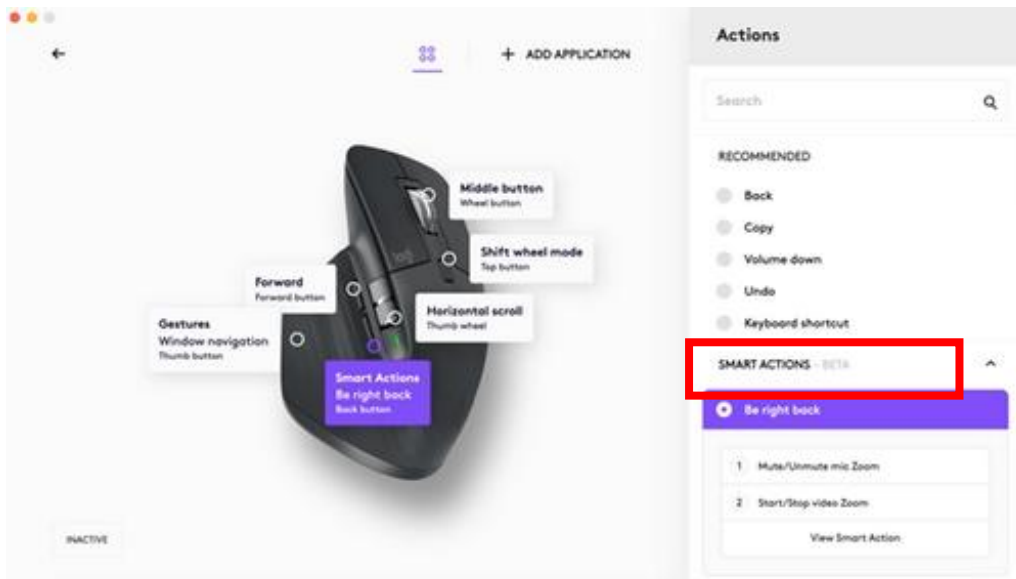 Actions
+ ADD APPLICATION
Search
RECOMMENDED
Back
Copy
Volume down
Undo
Keyboard shortcut
SMART ACTIONS - BETA
Be right back
1 Mute/Unmute mic Zoom
2 Start/Stop video Zoom
View Smart Action
Middle button
Wheel button
logi
Shift wheel mode
Top button
Forward
Forward button
Horizontal scroll
Thumb wheel
Gestures
Window navigation
Thumb button
Smart Actions
Be right back
Back button
INACTIVE